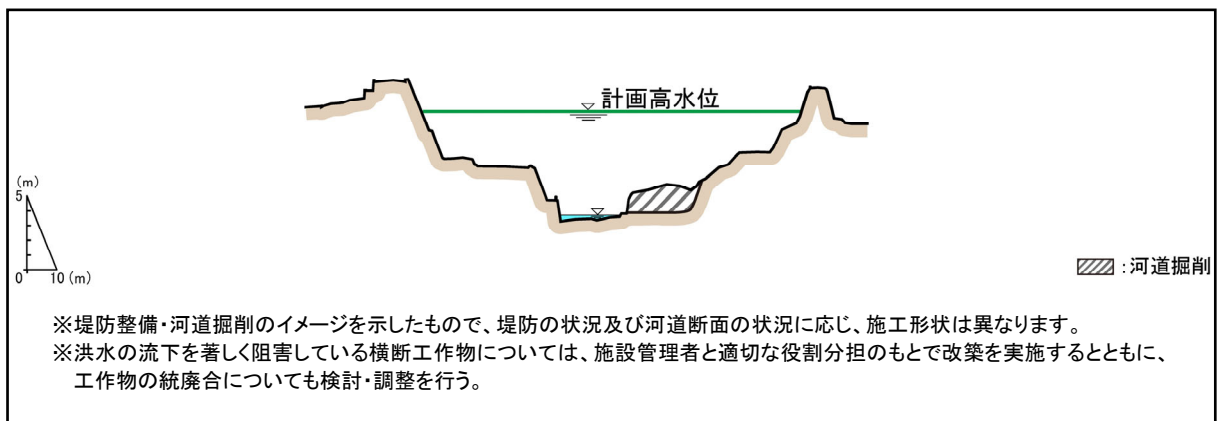 計画高水位
(m)
5
0 10 (m)
:河道掘削
※堤防整備・河道掘削のイメージを示したもので、堤防の状況及び河道断面の状況に応じ、施工形状は異なります。
※洪水の流下を著しく阻害している横断工作物については、施設管理者と適切な役割分担のもとで改築を実施するとともに、
工作物の統廃合についても検討・調整を行う。